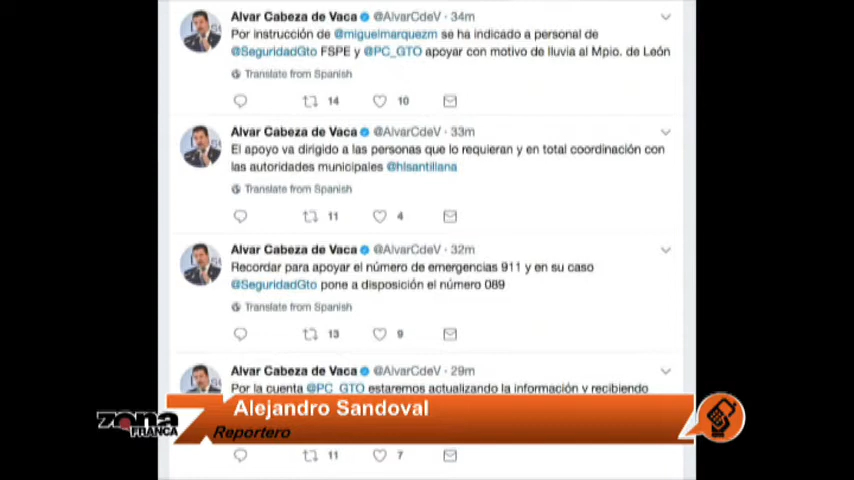 Alvar Cabeza de Vaca @AlvarCdeV · 34m
Por instrucción de @miguelmarquezm se ha indicado a personal de
@SeguridadGto FSPE y @PC_GTO apoyar con motivo de lluvia al Mpio. de León
Translate from Spanish
14 10
Alvar Cabeza de Vaca @AlvarCdeV · 33m
El apoyo va dirigido a las personas que lo requieran y en total coordinación con
las autoridades municipales @hlsantillana
Translate from Spanish
11 4
Alvar Cabeza de Vaca @AlvarCdeV · 32m
Recordar para apoyar el número de emergencias 911 y en su caso
@SeguridadGto pone a disposición el número 089
Translate from Spanish
13 9
Alvar Cabeza de Vaca @AlvarCdeV · 29m
Por la cuenta @PC_GTO estaremos actualizando la información y recibiendo
Alejandro Sandoval
Reportero
zona
FRANCA
11 7